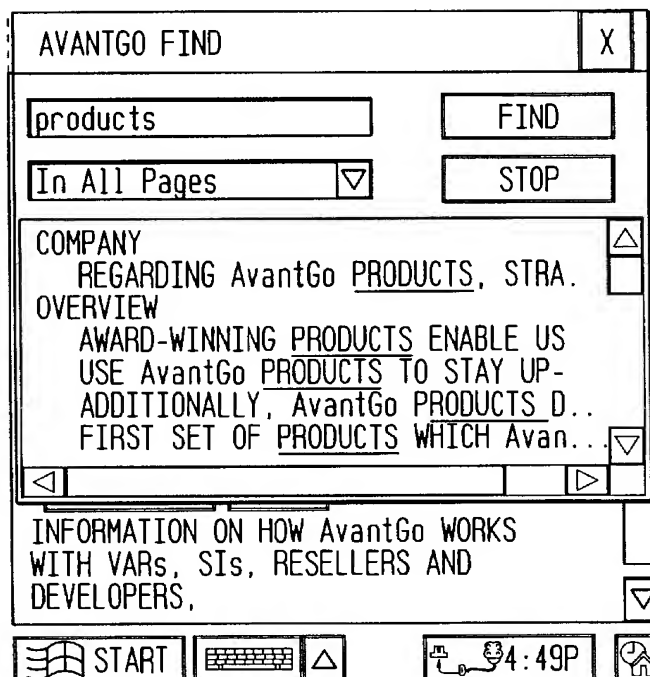 AVANTGO FIND X
products FIND
In All Pages STOP
COMPANY
REGARDING AvantGo PRODUCTS, STRA.
OVERVIEW
AWARD-WINNING PRODUCTS ENABLE US
USE AvantGo PRODUCTS TO STAY UP-
ADDITIONALLY, AvantGo PRODUCTS D..
FIRST SET OF PRODUCTS WHICH Avan...
INFORMATION ON HOW AvantGo WORKS
WITH VARs, SIs, RESELLERS AND
DEVELOPERS,
START 4:49P